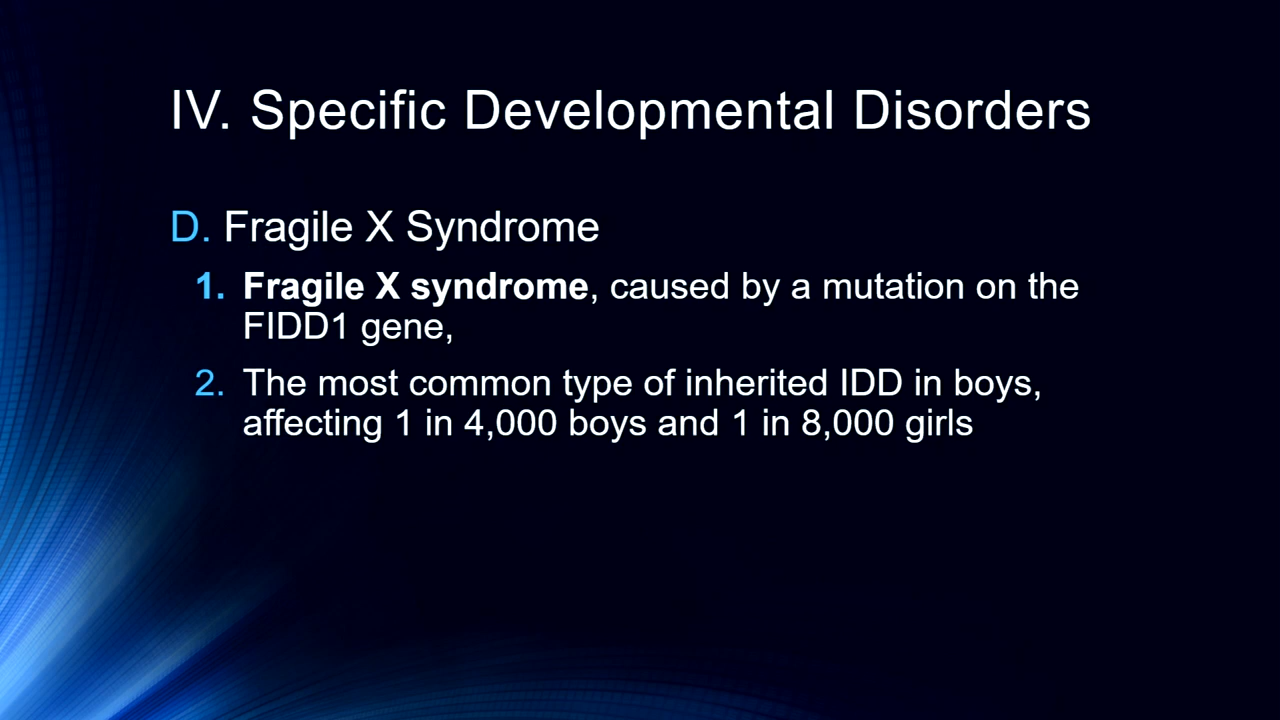 IV. Specific Developmental Disorders
D. Fragile X Syndrome
1. Fragile X syndrome, caused by a mutation on the
FIDD1 gene,
2. The most common type of inherited IDD in boys,
affecting 1 in 4,000 boys and 1 in 8,000 girls